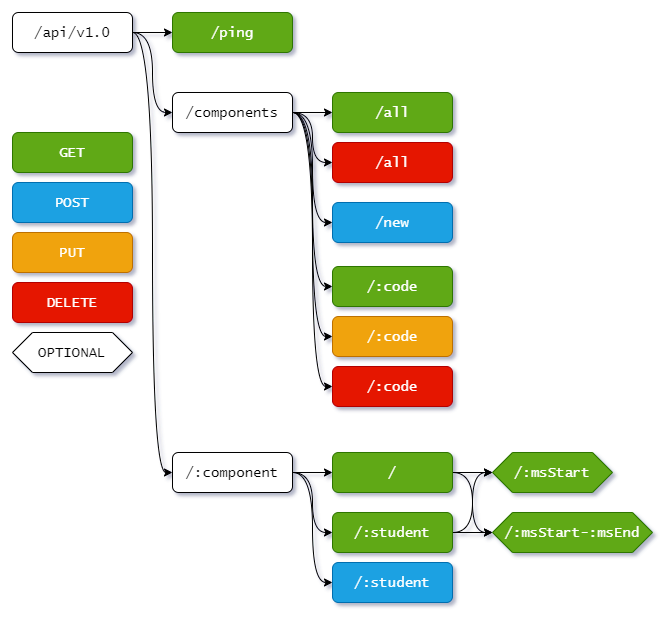 /api/v1.0
/ping
/components
/all
/all
/new
/:code
/:code
/:code
GET
POST
PUT
DELETE
OPTIONAL
/:component
/
/:msStart
/:student
/:msStart-:msEnd
/:student